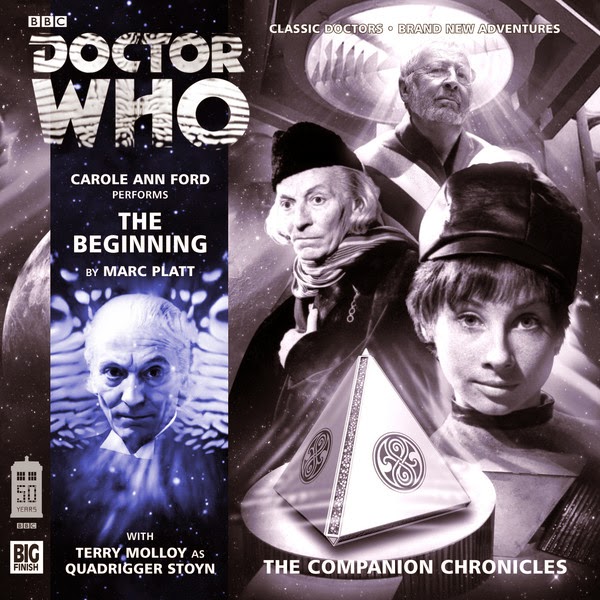 BBC
DOCTOR
WHO
CLASSIC DOCTORS • BRAND NEW ADVENTURES
CAROLE ANN FORD
PERFORMS
THE
BEGINNING
BY MARC PLATT
50
YEARS
BBC
BIG
FINISH
WITH
TERRY MOLLOY AS
QUADRIGGER STOYN
THE COMPANION CHRONICLES